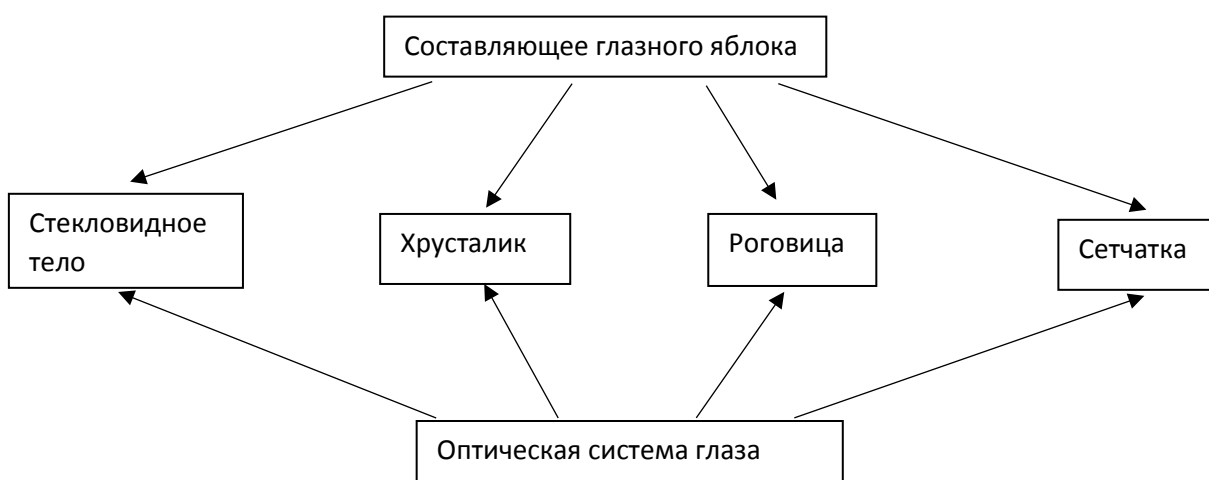 Составляющее глазного яблока
Стекловидное
тело
Хрусталик
Роговица
Сетчатка
Оптическая система глаза